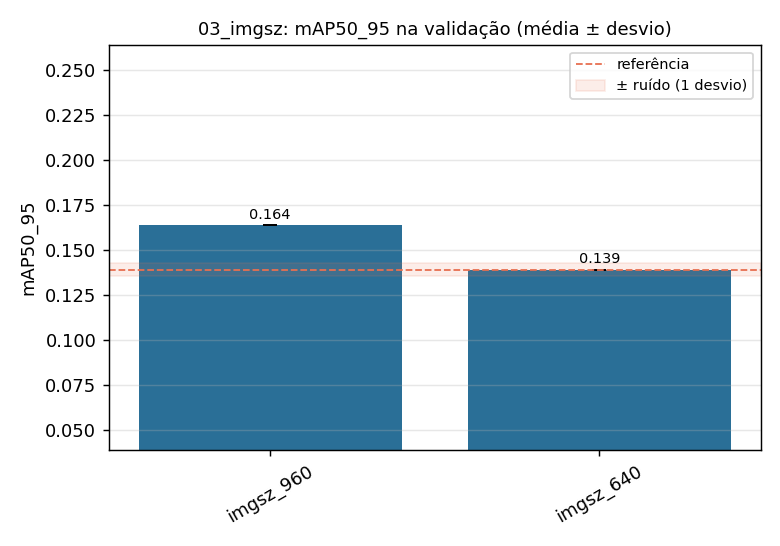 03_imgsz: mAP50_95 na validação (média ± desvio)
referência
± ruído (1 desvio)
mAP50_95
0.250
0.225
0.200
0.175
0.150
0.125
0.100
0.075
0.050
0.164
0.139
imgsz_960
imgsz_640